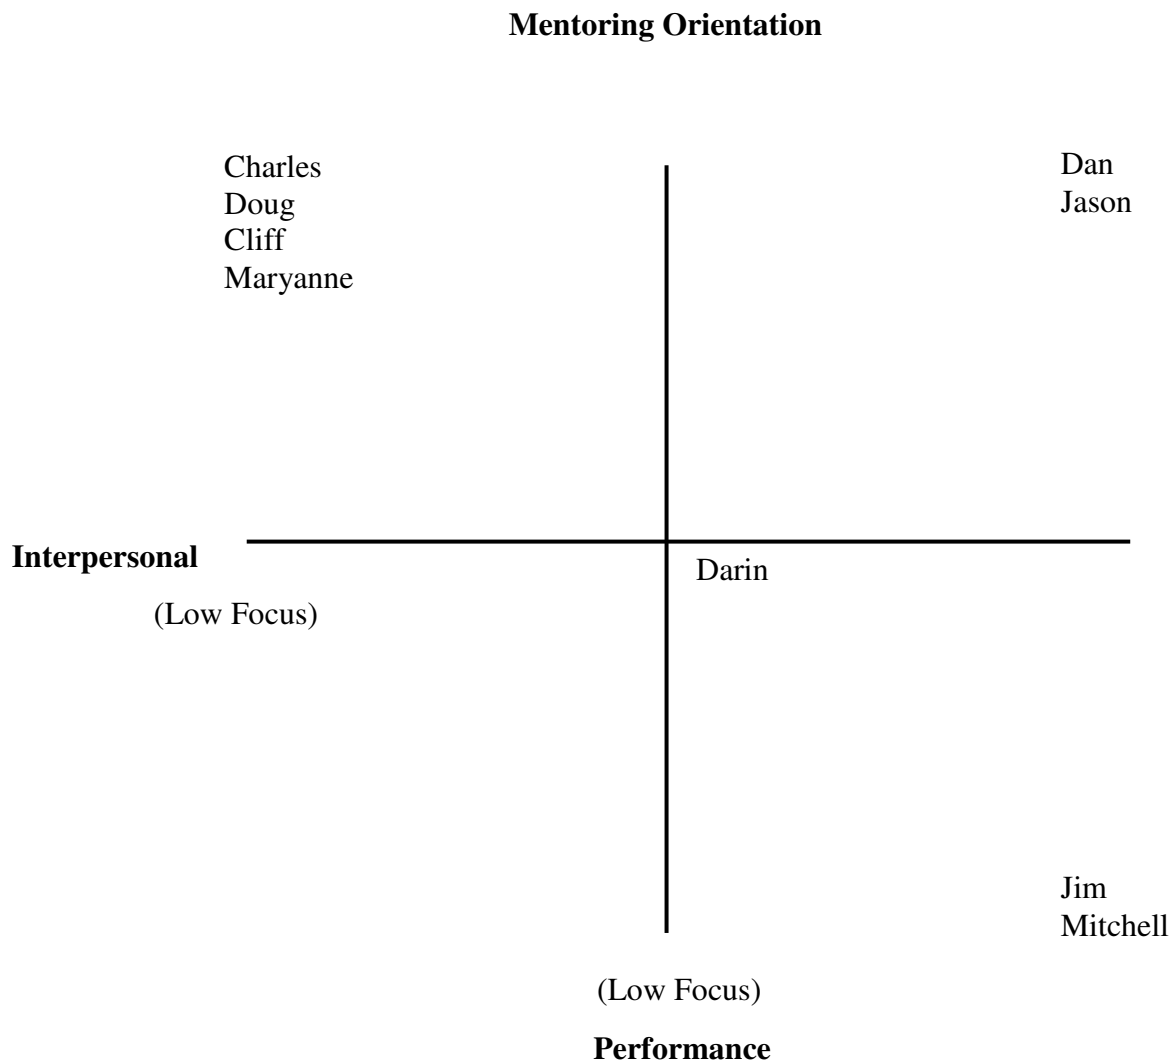 Mentoring Orientation
Charles
Doug
Cliff
Maryanne
Dan
Jason
Interpersonal
(Low Focus)
Darin
Jim
Mitchell
(Low Focus)
Performance